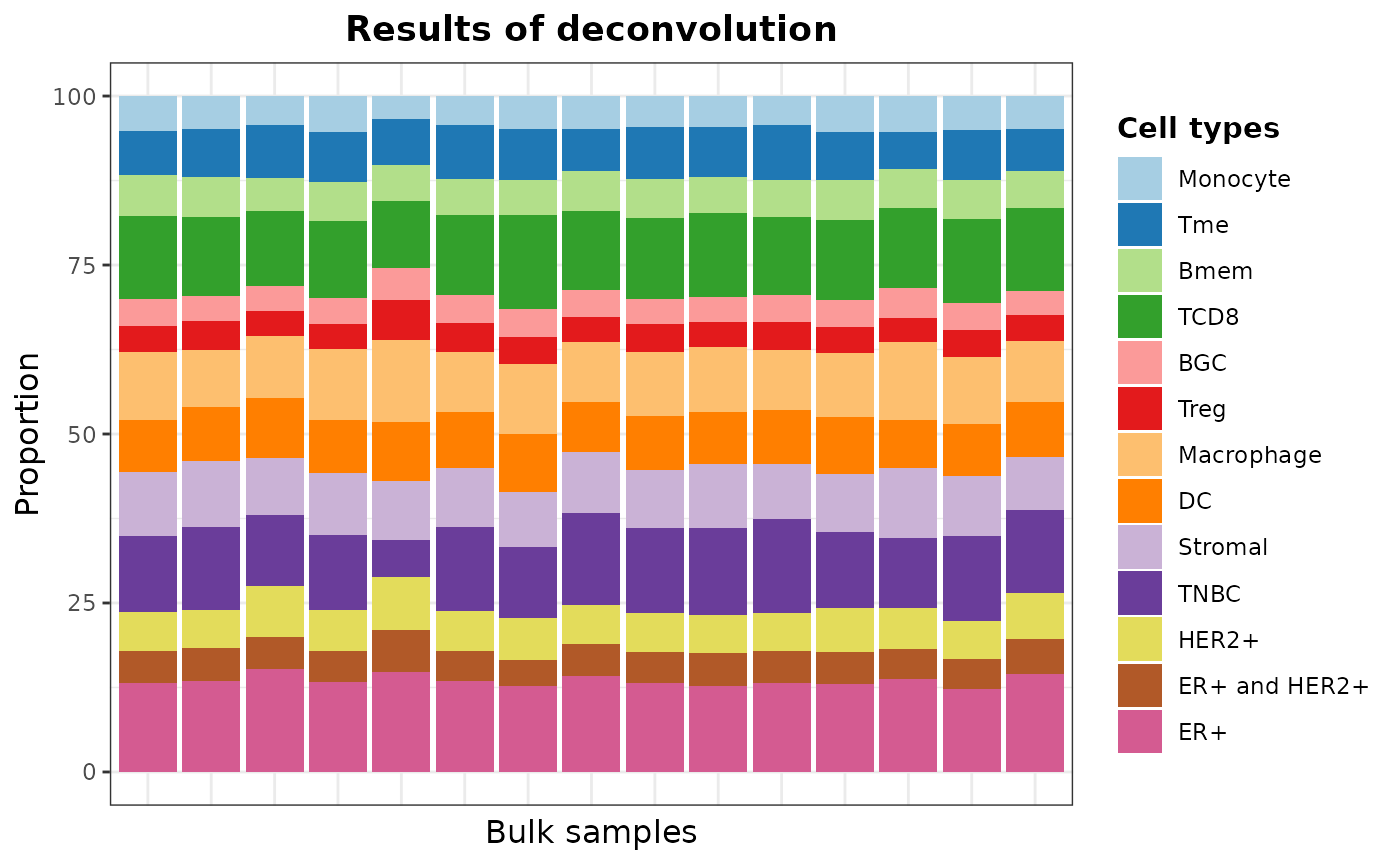 Results of deconvolution
100
75
50
25
0
Proportion
Bulk samples
Cell types
Monocyte
Tme
Bmem
TCD8
BGC
Treg
Macrophage
DC
Stromal
TNBC
HER2+
ER+ and HER2+
ER+